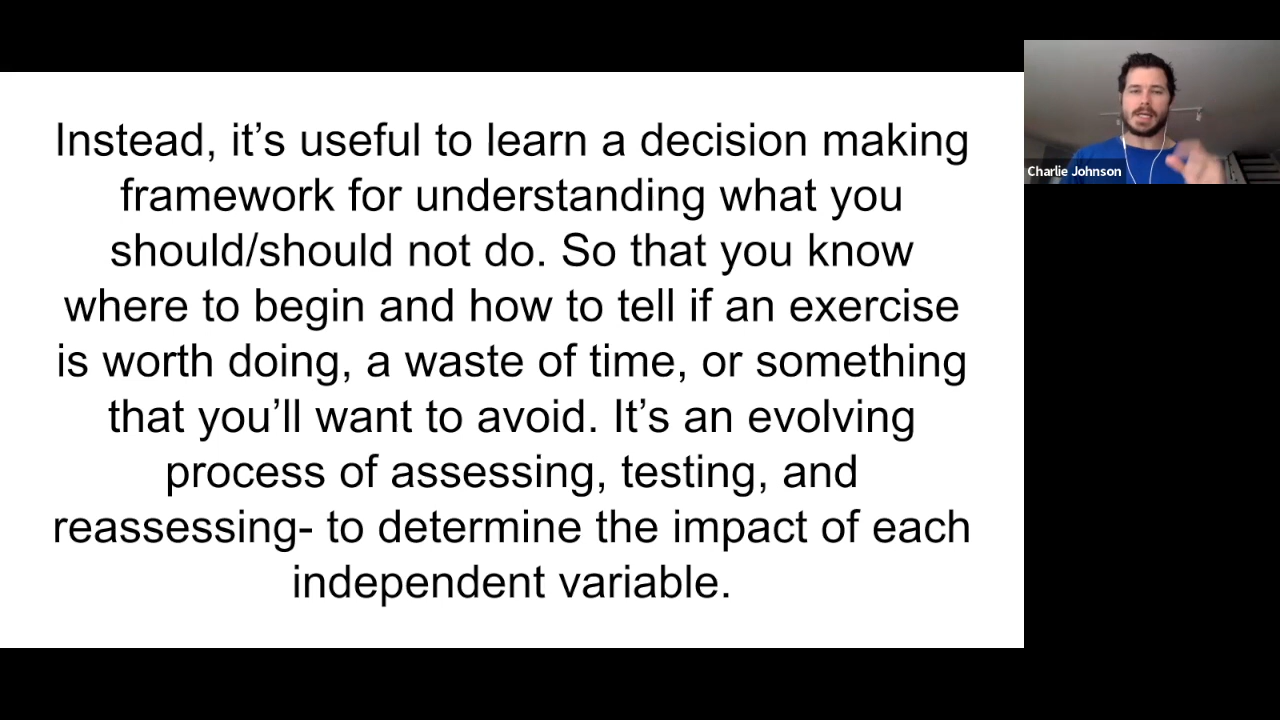 Instead, it’s useful to learn a decision making
framework for understanding what you
should/should not do. So that you know
where to begin and how to tell if an exercise
is worth doing, a waste of time, or something
that you’ll want to avoid. It’s an evolving
process of assessing, testing, and
reassessing- to determine the impact of each
independent variable.
Charlie Johnson